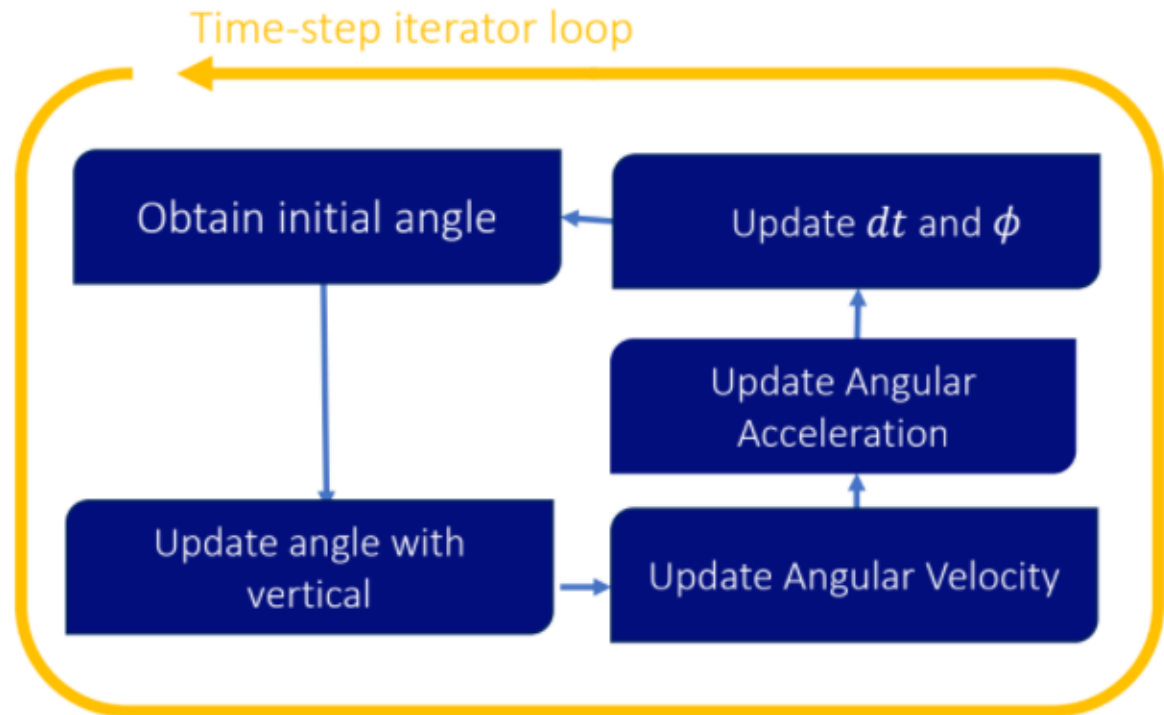 Time-step iterator loop
Obtain initial angle
Update dt and ϕ
Update Angular
Acceleration
Update angle with
vertical
Update Angular Velocity